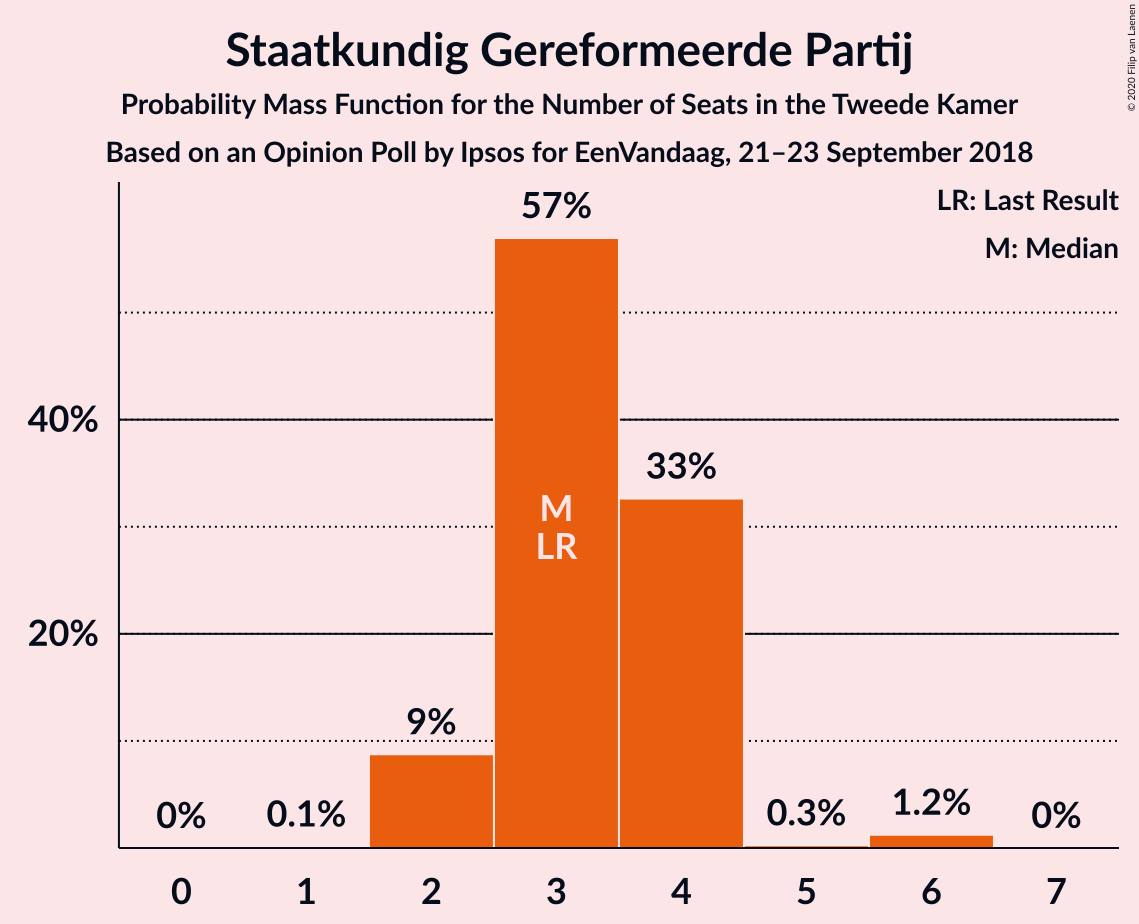 Staatkundig Gereformeerde Partij
Probability Mass Function for the Number of Seats in the Tweede Kamer
Based on an Opinion Poll by Ipsos for EenVandaag, 21–23 September 2018
© 2020 Filip van Laenen
LR: Last Result
M: Median
57%
40%
33%
M
LR
20%
9%
0%
0.1%
0.3%
1.2%
0%
0 1 2 3 4 5 6 7